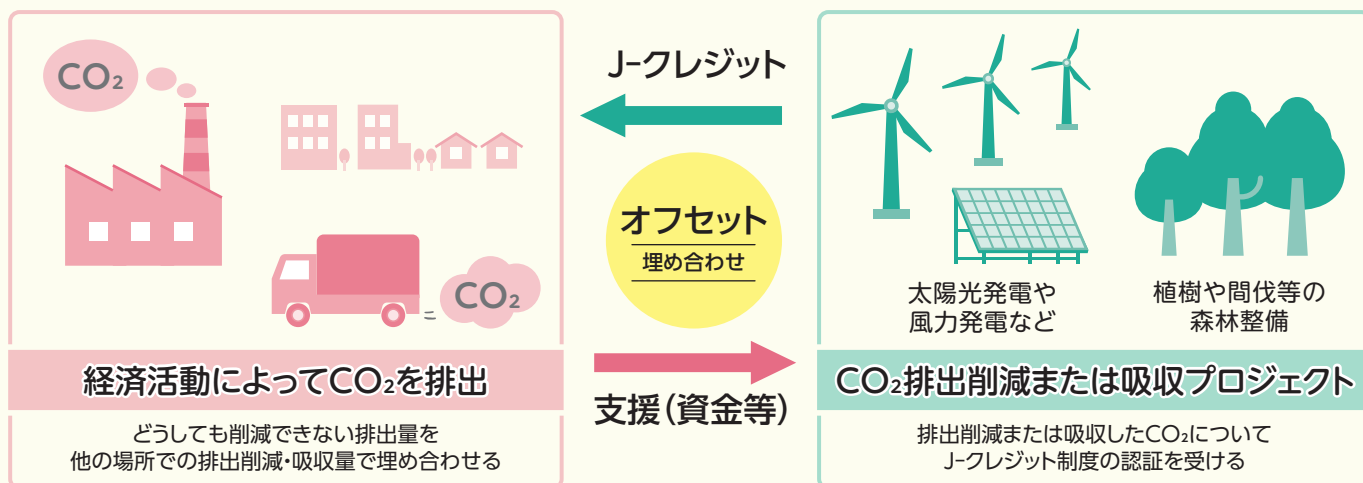 CO₂
CO₂
経済活動によってCO₂を排出
どうしても削減できない排出量を
他の場所での排出削減・吸収量で埋め合わせる
J-クレジット
オフセット
埋め合わせ
支援（資金等）
太陽光発電や
風力発電など
植樹や間伐等の
森林整備
CO₂排出削減または吸収プロジェクト
排出削減または吸収したCO₂について
J-クレジット制度の認証を受ける